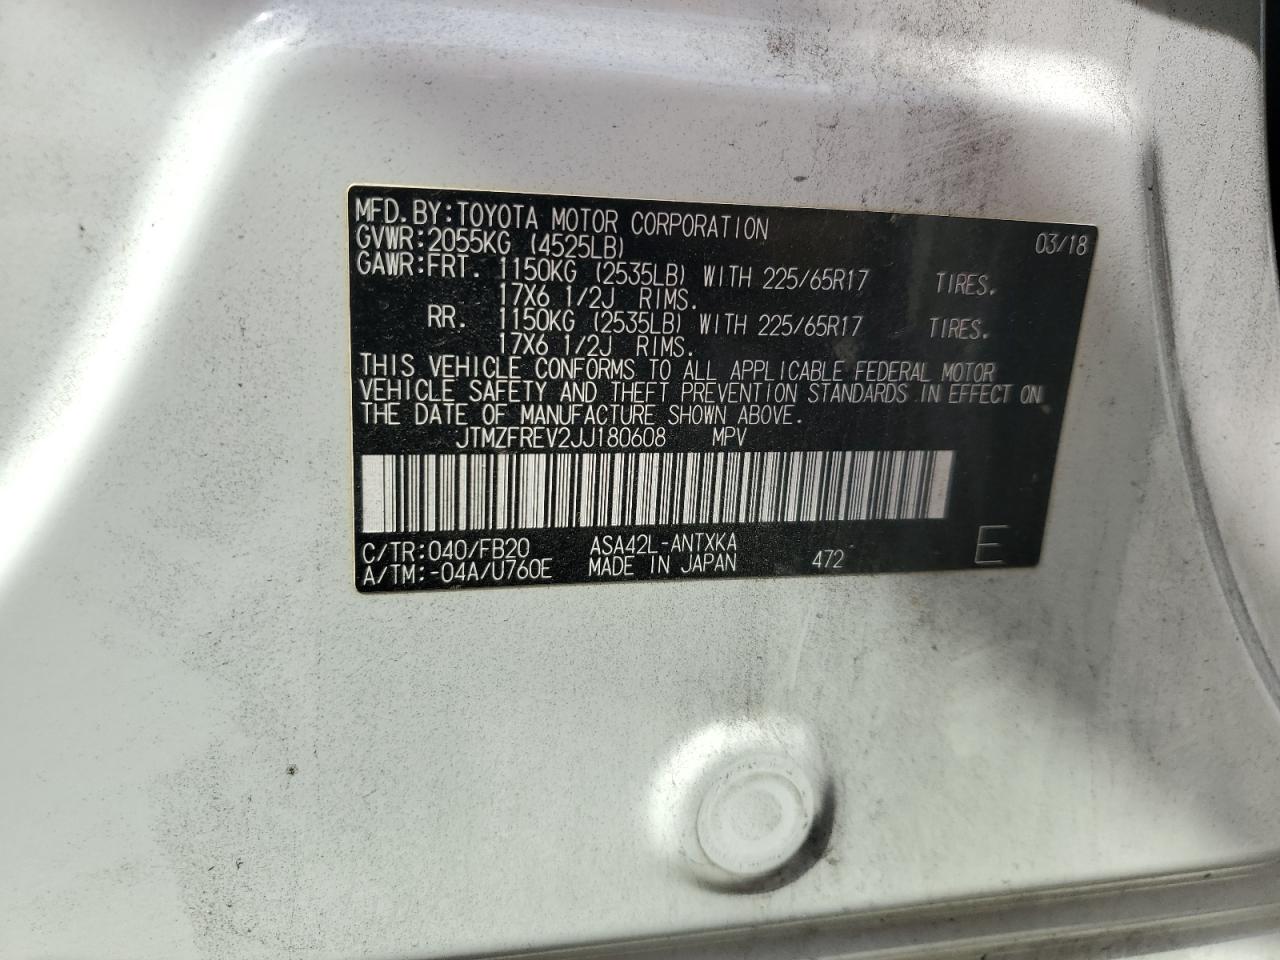 MFD.BY:TOYOTA MOTOR CORPORATION 03/18
GVWR:2055KG (4525LB)
GAWR:FRT. 1150KG (2535LB) WITH 225/65R17 TIRES.
17X6 1/2J RIMS.
RR. 1150KG (2535LB) WITH 225/65R17 TIRES.
17X6 1/2J RIMS.
THIS VEHICLE CONFORMS TO ALL APPLICABLE FEDERAL MOTOR
VEHICLE SAFETY AND THEFT PREVENTION STANDARDS IN EFFECT ON
THE DATE OF MANUFACTURE SHOWN ABOVE.
JTMZFREV2JJ180608 MPV
C/TR:040/FB20 ASA42L-ANTXKA E
A/TM:-04A/U760E MADE IN JAPAN 472